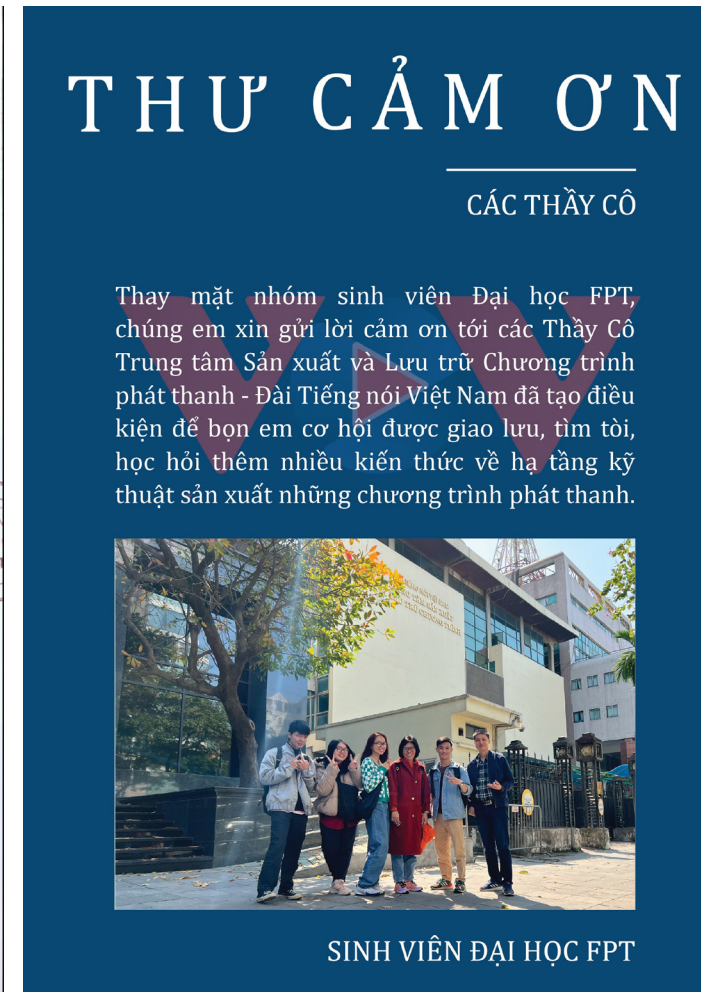 THƯ CẢM ƠN
CÁC THẦY CÔ
Thay mặt nhóm sinh viên Đại học FPT,
chúng em xin gửi lời cảm ơn tới các Thầy Cô
Trung tâm Sản xuất và Lưu trữ Chương trình
phát thanh - Đài Tiếng nói Việt Nam đã tạo điều
kiện để bọn em cơ hội được giao lưu, tìm tòi,
học hỏi thêm nhiều kiến thức về hạ tầng kỹ
thuật sản xuất những chương trình phát thanh.
SINH VIÊN ĐẠI HỌC FPT